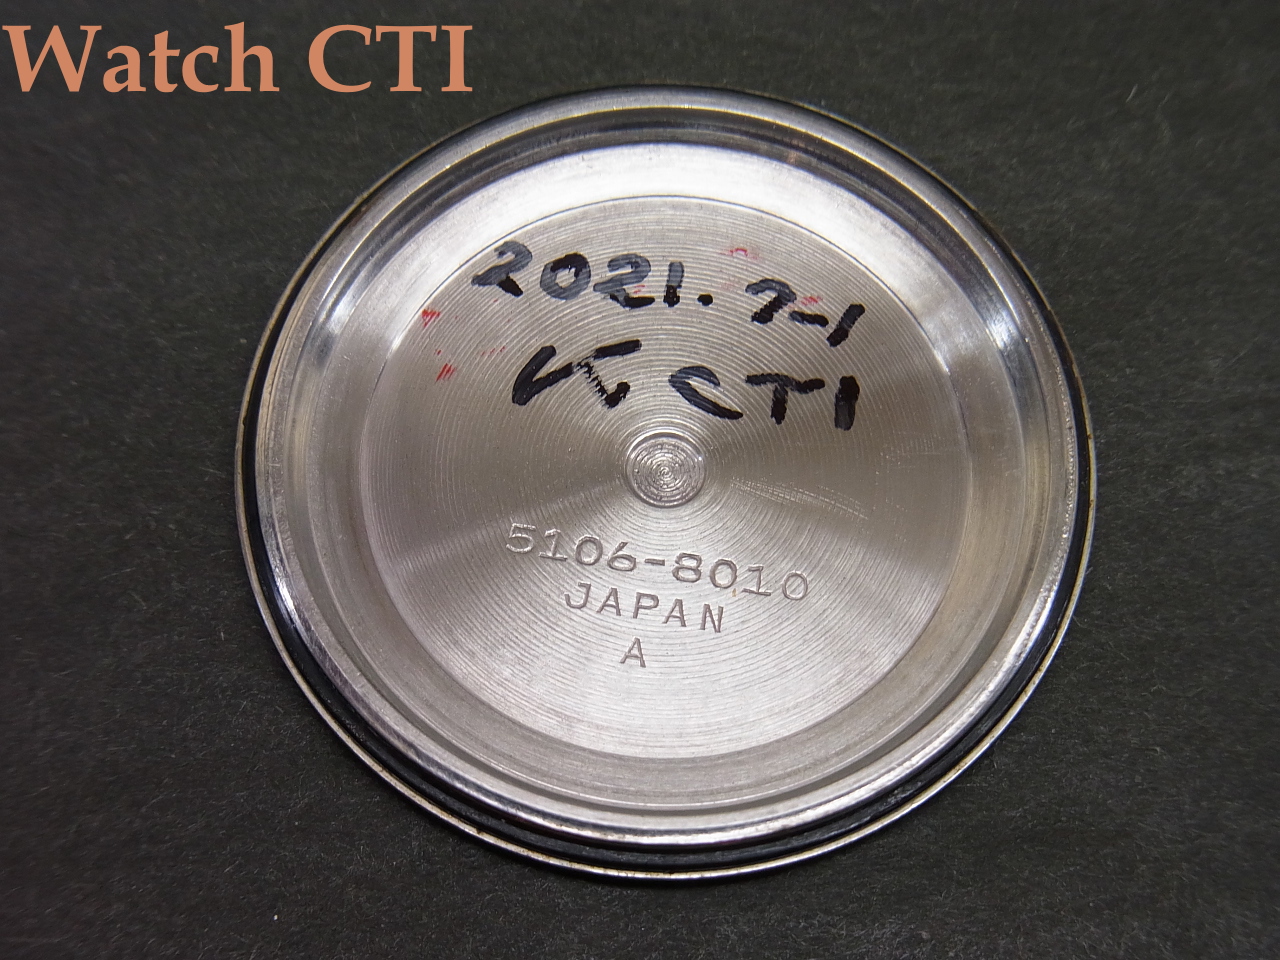 Watch CTI
2021.7-1
CTI
5106-8010
JAPAN
A